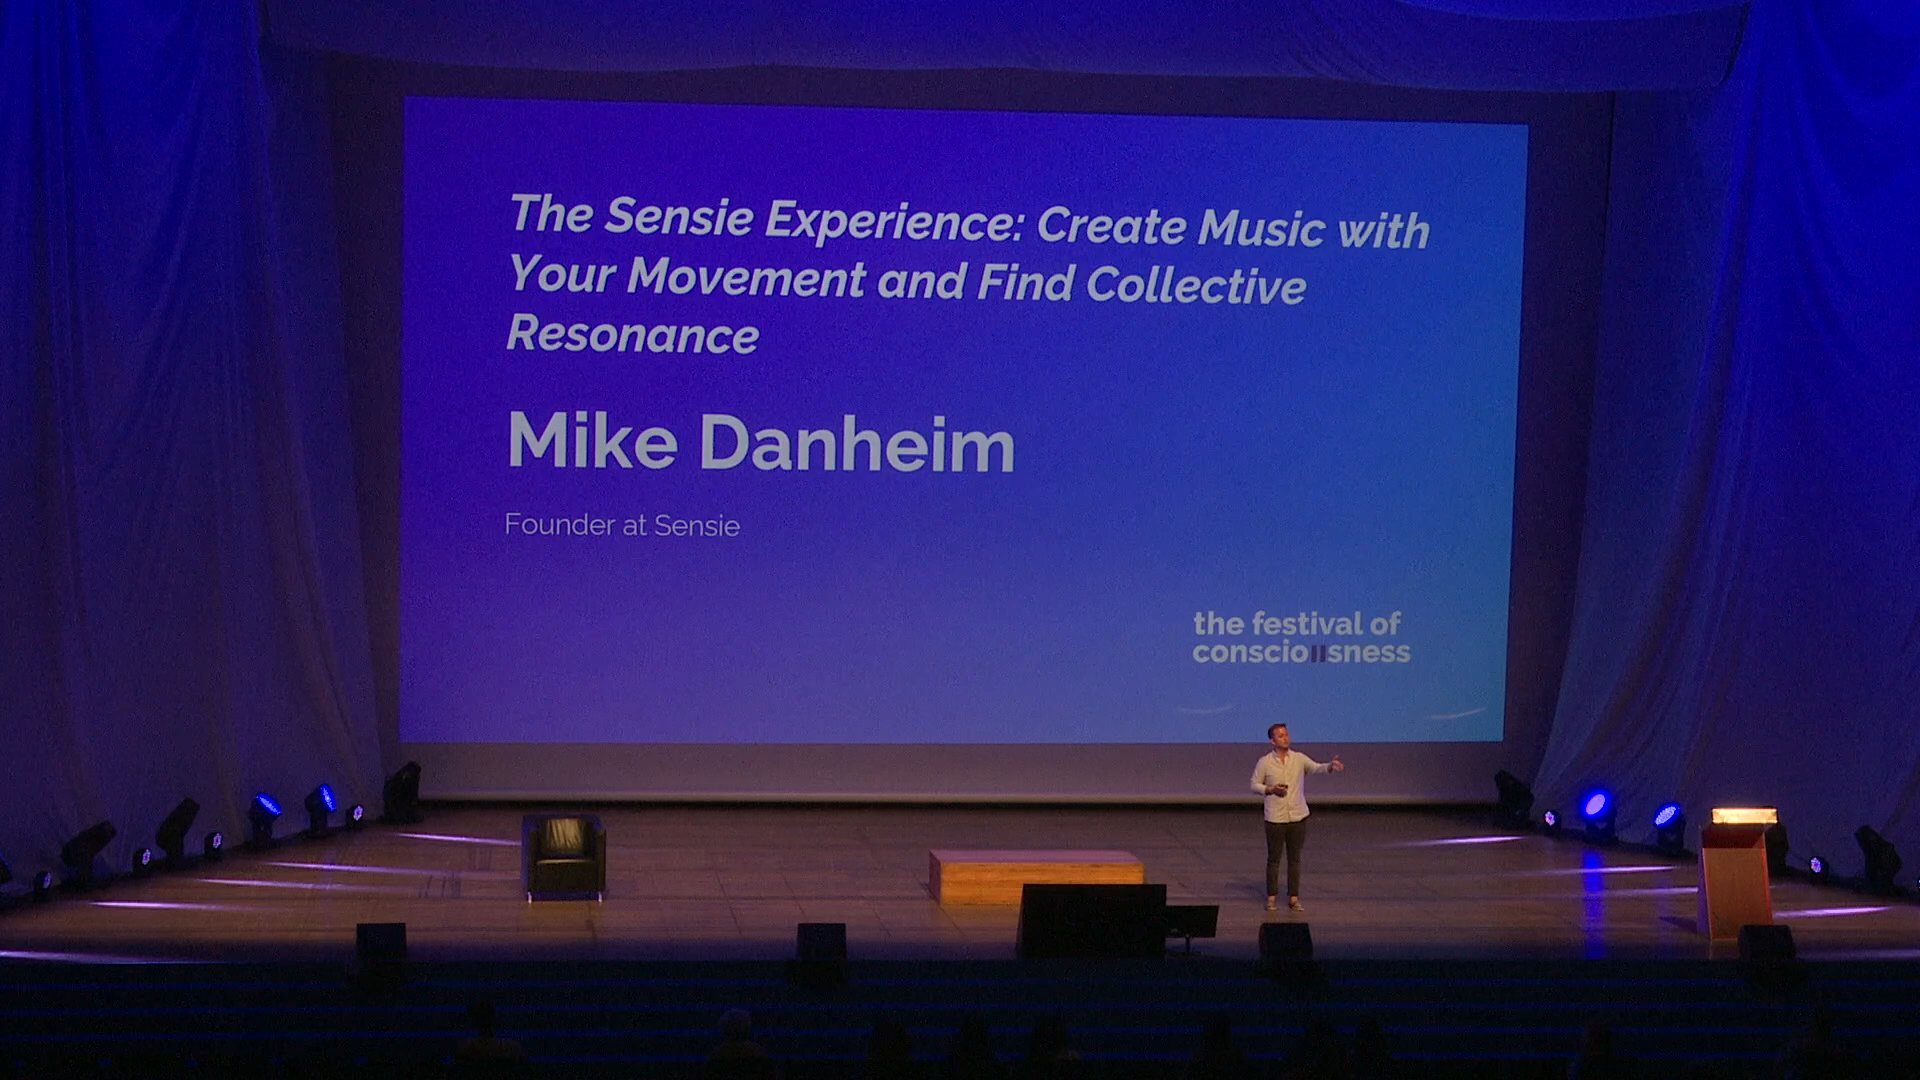 The Sensie Experience: Create Music with
Your Movement and Find Collective
Resonance
Mike Danheim
Founder at Sensie
the festival of
consciousness